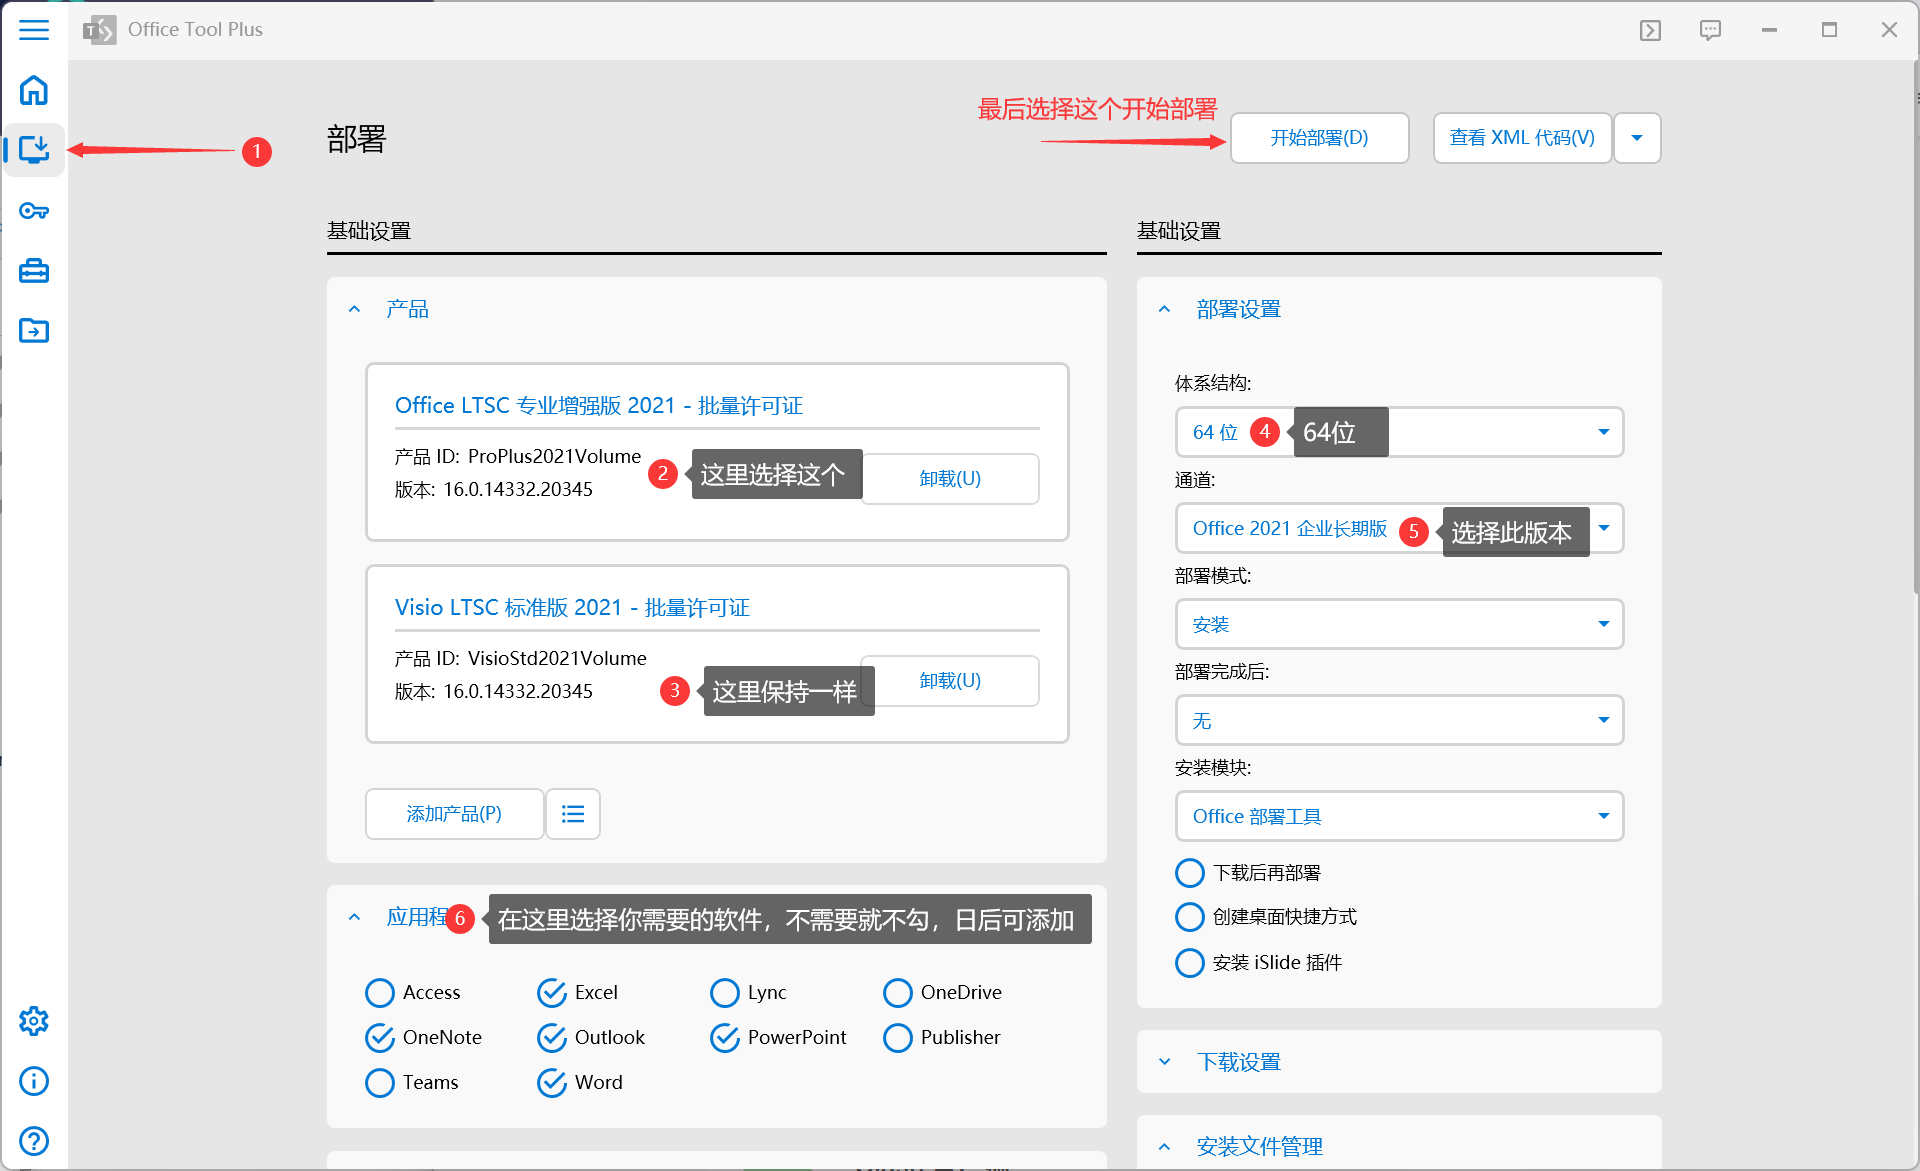 Office Tool Plus
最后选择这个开始部署
部署
开始部署(D)
查看 XML 代码(V)
1
基础设置
基础设置
产品
部署设置
Office LTSC 专业增强版 2021 - 批量许可证
产品 ID: ProPlus2021Volume
版本: 16.0.14332.20345
2
这里选择这个
卸载(U)
Visio LTSC 标准版 2021 - 批量许可证
产品 ID: VisioStd2021Volume
版本: 16.0.14332.20345
3
这里保持一样
卸载(U)
添加产品(P)
体系结构:
64 位
4
64位
通道:
Office 2021 企业长期版
5
选择此版本
部署模式:
安装
部署完成后:
无
安装模块:
Office 部署工具
下载后再部署
创建桌面快捷方式
安装 iSlide 插件
应用程
6
在这里选择你需要的软件，不需要就不勾，日后可添加
Access
Excel
Lync
OneDrive
OneNote
Outlook
PowerPoint
Publisher
Teams
Word
下载设置
安装文件管理